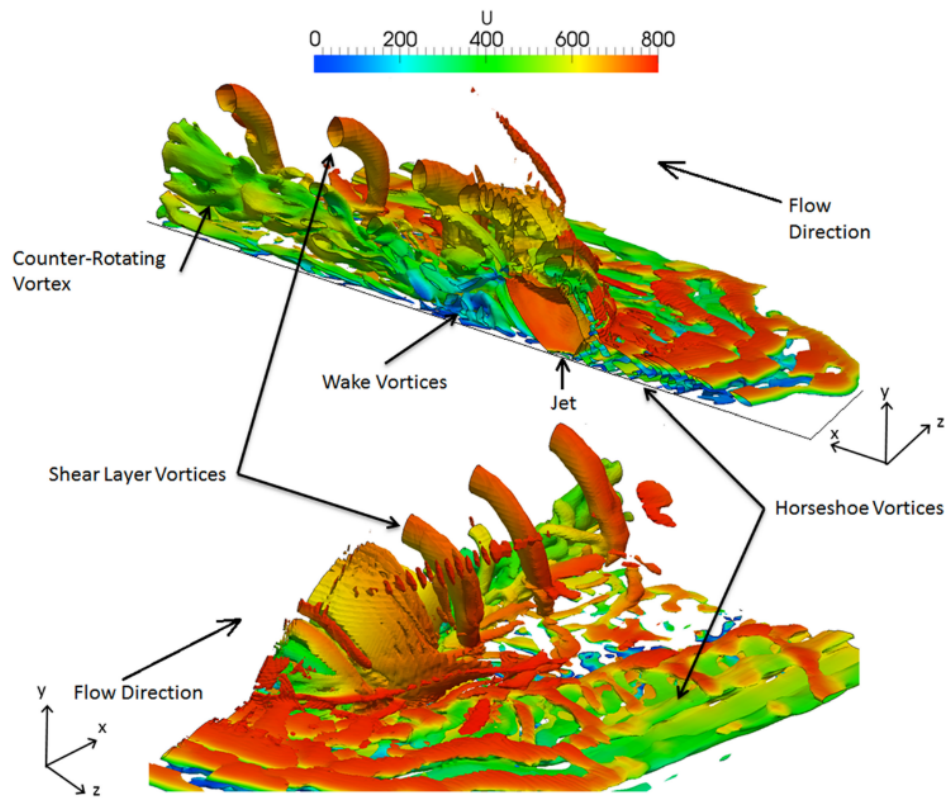 U
0 200 400 600 800
Flow
Direction
Counter-Rotating
Vortex
Wake Vortices
Jet
y
z
x
Shear Layer Vortices
Horseshoe Vortices
Flow Direction
y
x
z